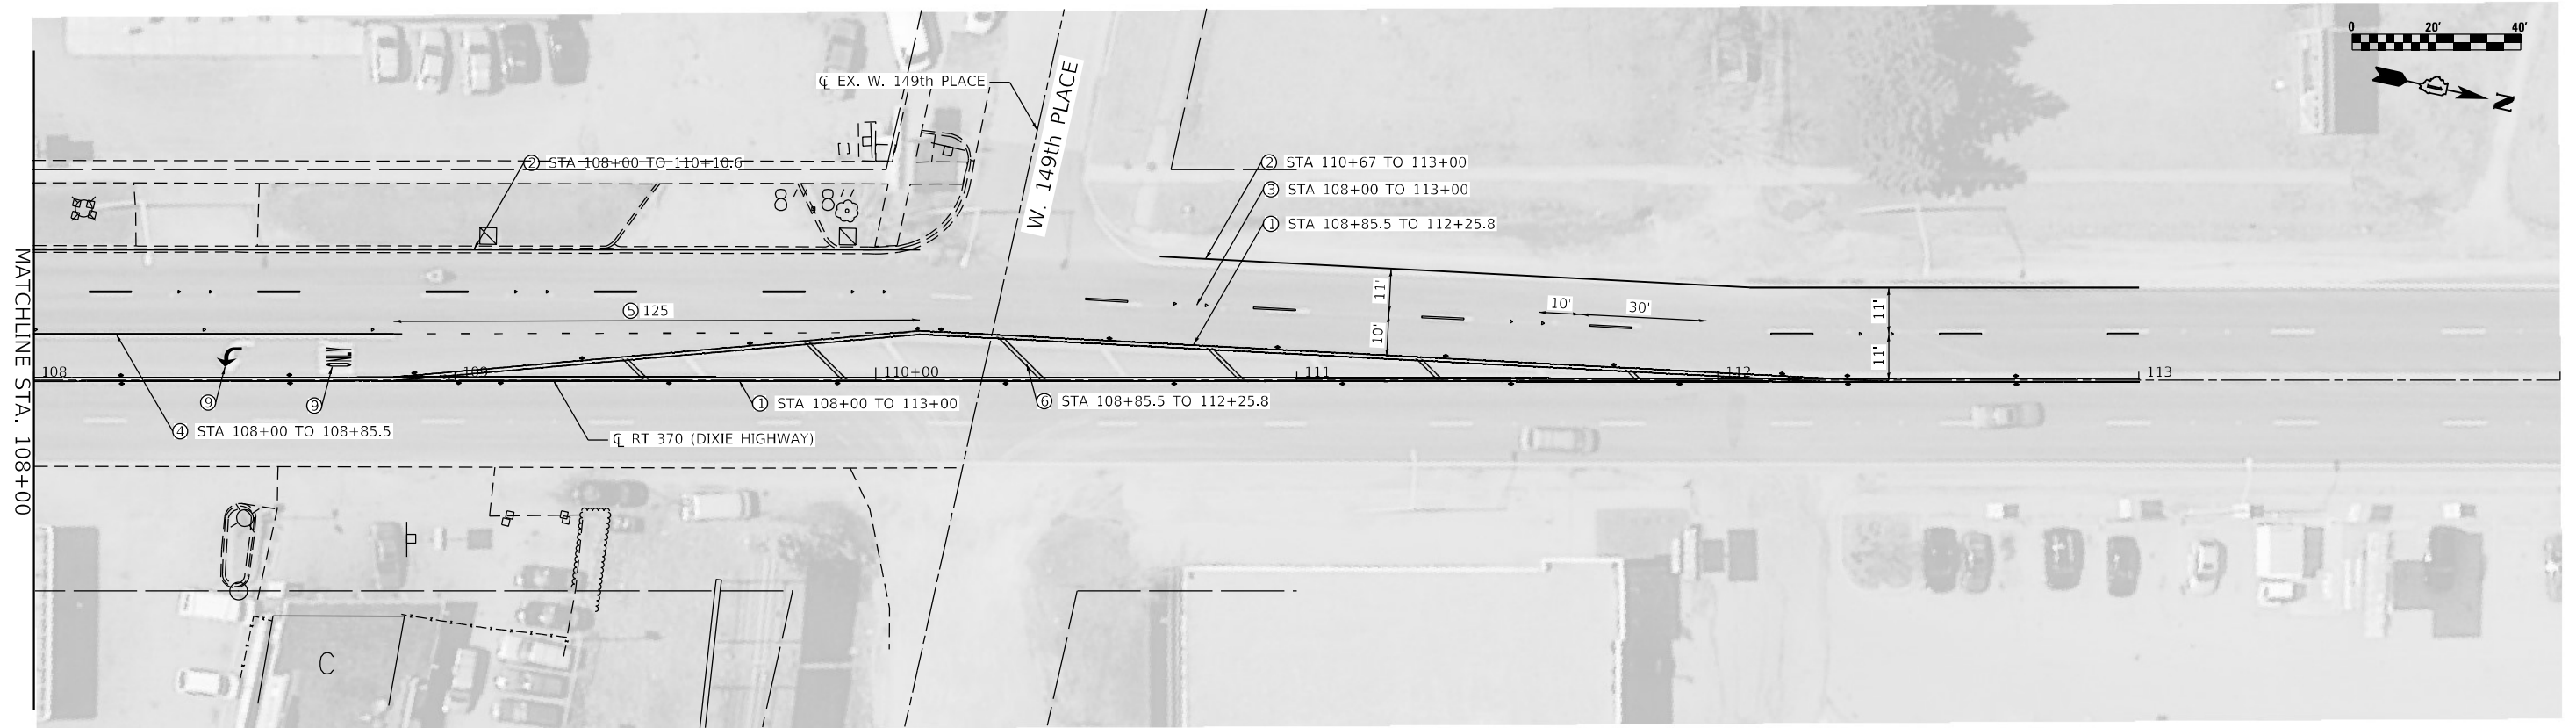 0 20' 40'
N
℄ EX. W. 149th PLACE
W. 149th PLACE
② STA 108+00 TO 110+10.6
② STA 110+67 TO 113+00
③ STA 108+00 TO 113+00
① STA 108+85.5 TO 112+25.8
MATCHLINE STA. 108+00
⑤ 125'
11'
10'
10'
30'
11'
11'
108
109
110+00
111
112
113
⑨
⑨
① STA 108+00 TO 113+00
⑥ STA 108+85.5 TO 112+25.8
④ STA 108+00 TO 108+85.5
℄ RT 370 (DIXIE HIGHWAY)
C